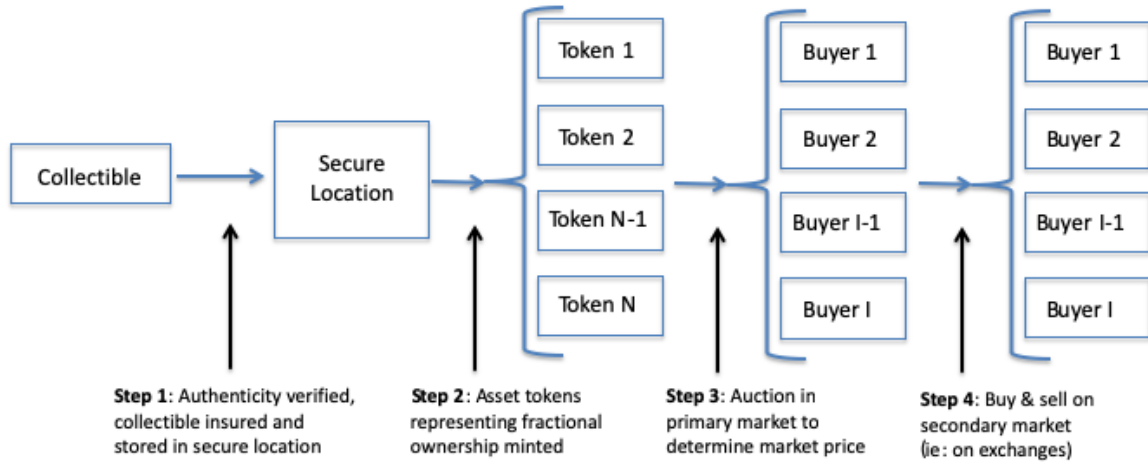 Collectible
Secure
Location
Token 1
Token 2
Token N-1
Token N
Buyer 1
Buyer 2
Buyer I-1
Buyer I
Buyer 1
Buyer 2
Buyer I-1
Buyer I
Step 1: Authenticity verified,
collectible insured and
stored in secure location
Step 2: Asset tokens
representing fractional
ownership minted
Step 3: Auction in
primary market to
determine market price
Step 4: Buy & sell on
secondary market
(ie: on exchanges)